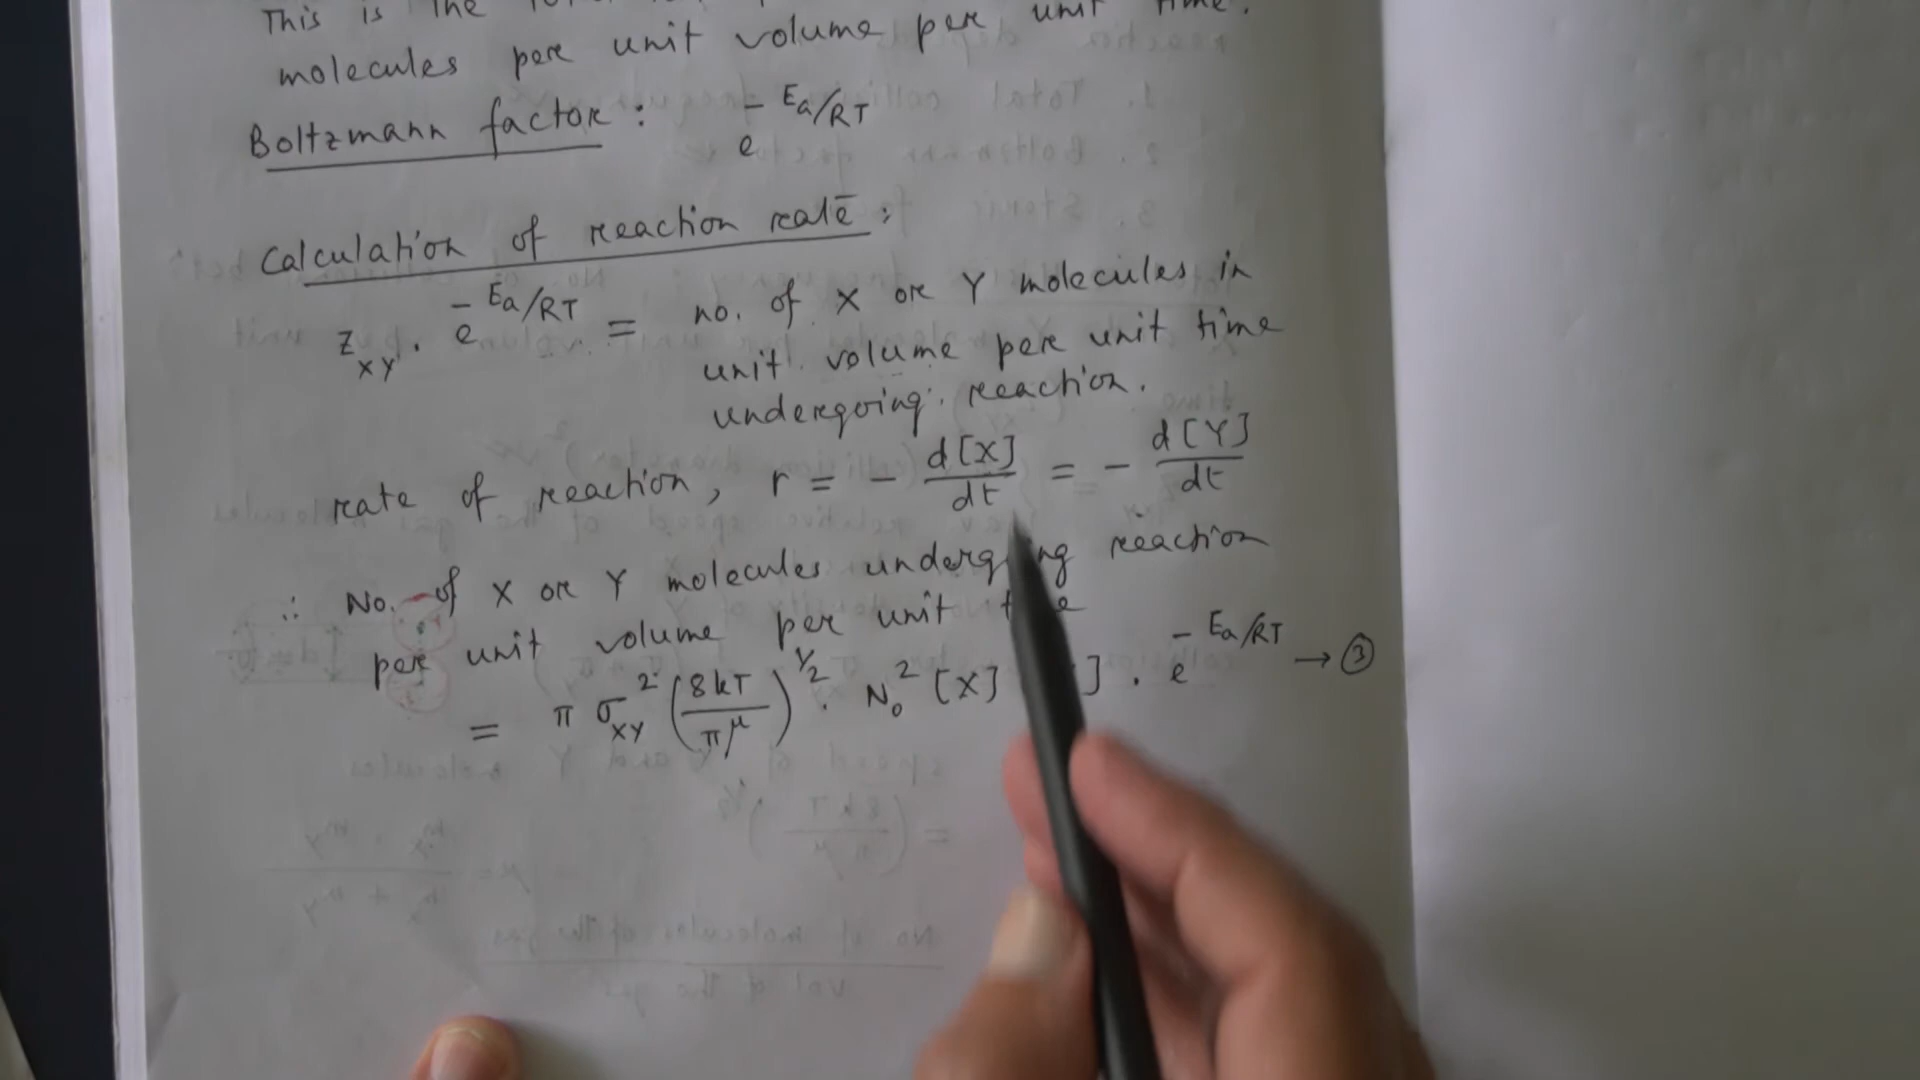 This is the
molecules per unit volume per unit time.
Boltzmann factor : e^{-Ea/RT}
Calculation of reaction rate :
Z_{XY} . e^{-Ea/RT} = no. of X or Y molecules in
unit volume per unit time
undergoing reaction.
rate of reaction, r = - d[X]/dt = - d[Y]/dt
∴ No. of X or Y molecules undergoing reaction
per unit volume per unit time
= π σ_{XY}^2 (8kT/πμ)^{1/2} . N_0^2 [X] ] . e^{-Ea/RT} → ③